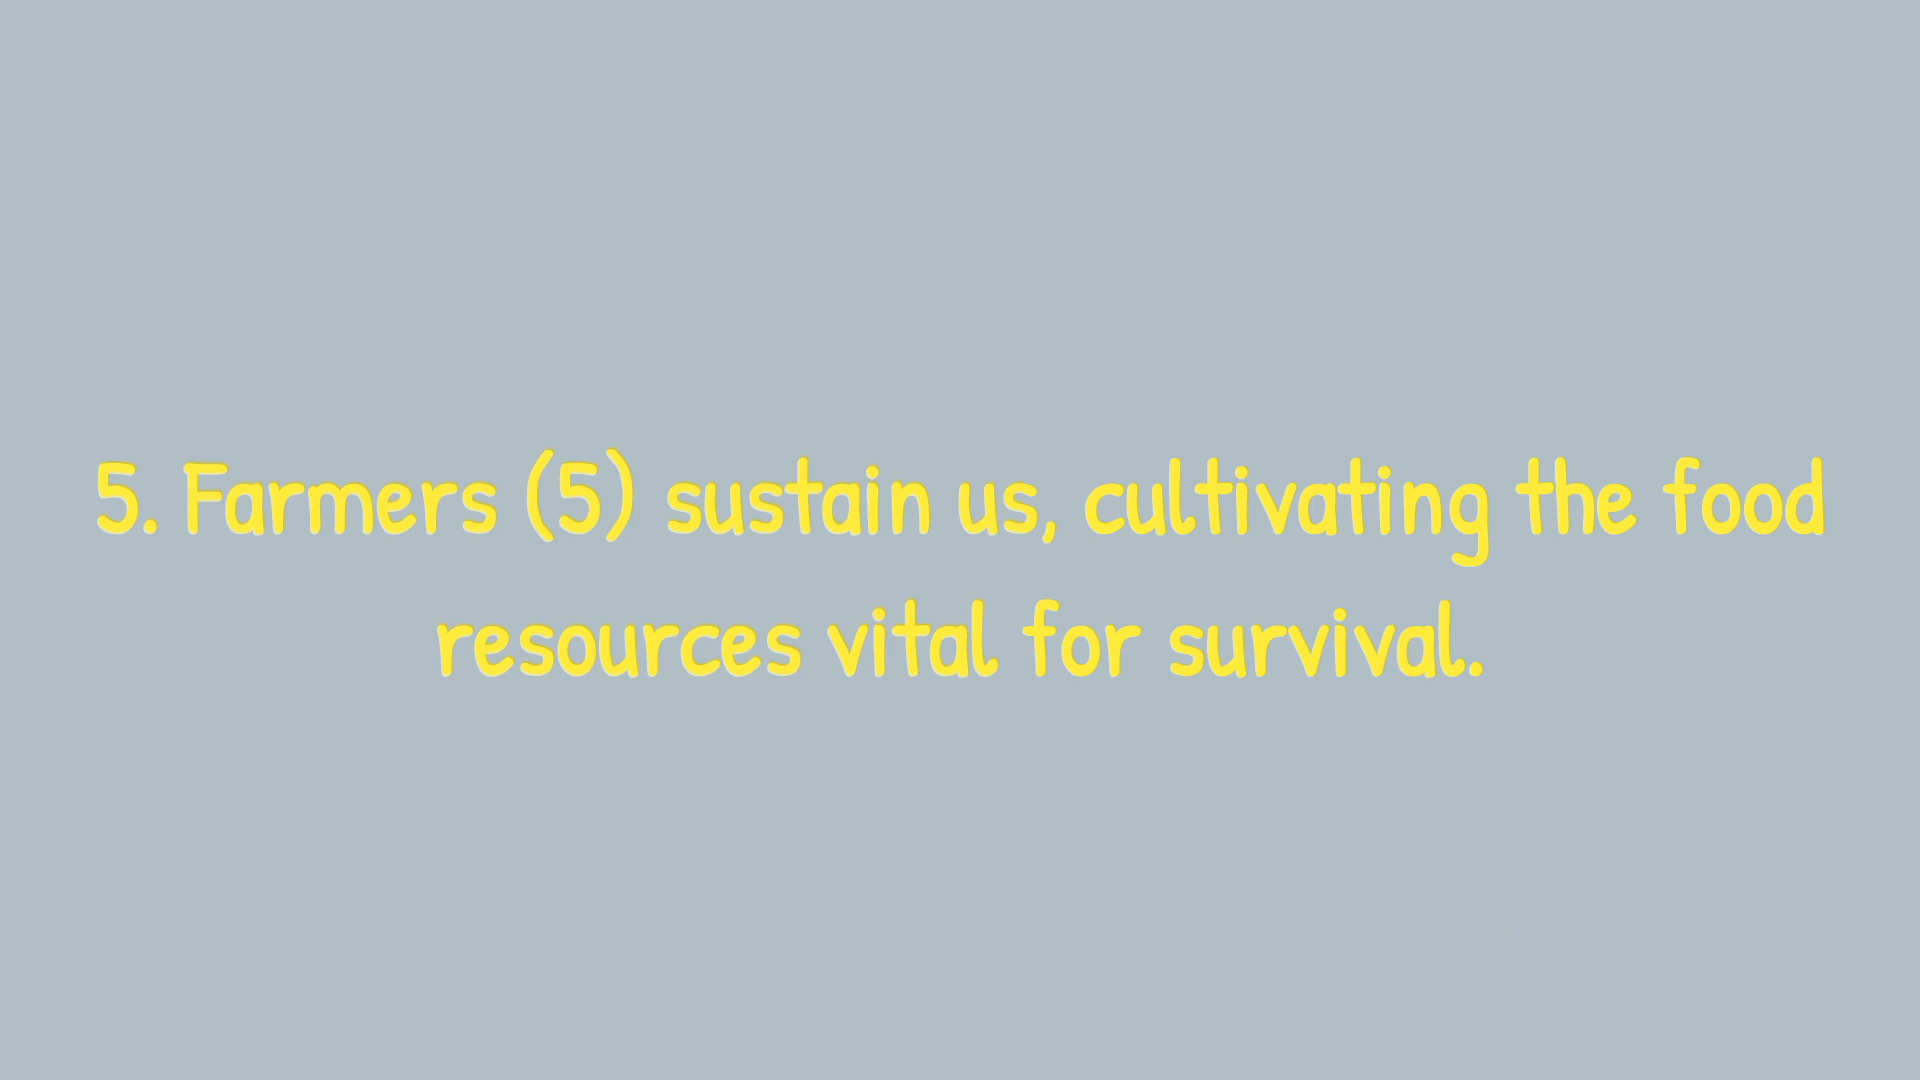 5. Farmers (5) sustain us, cultivating the food
resources vital for survival.